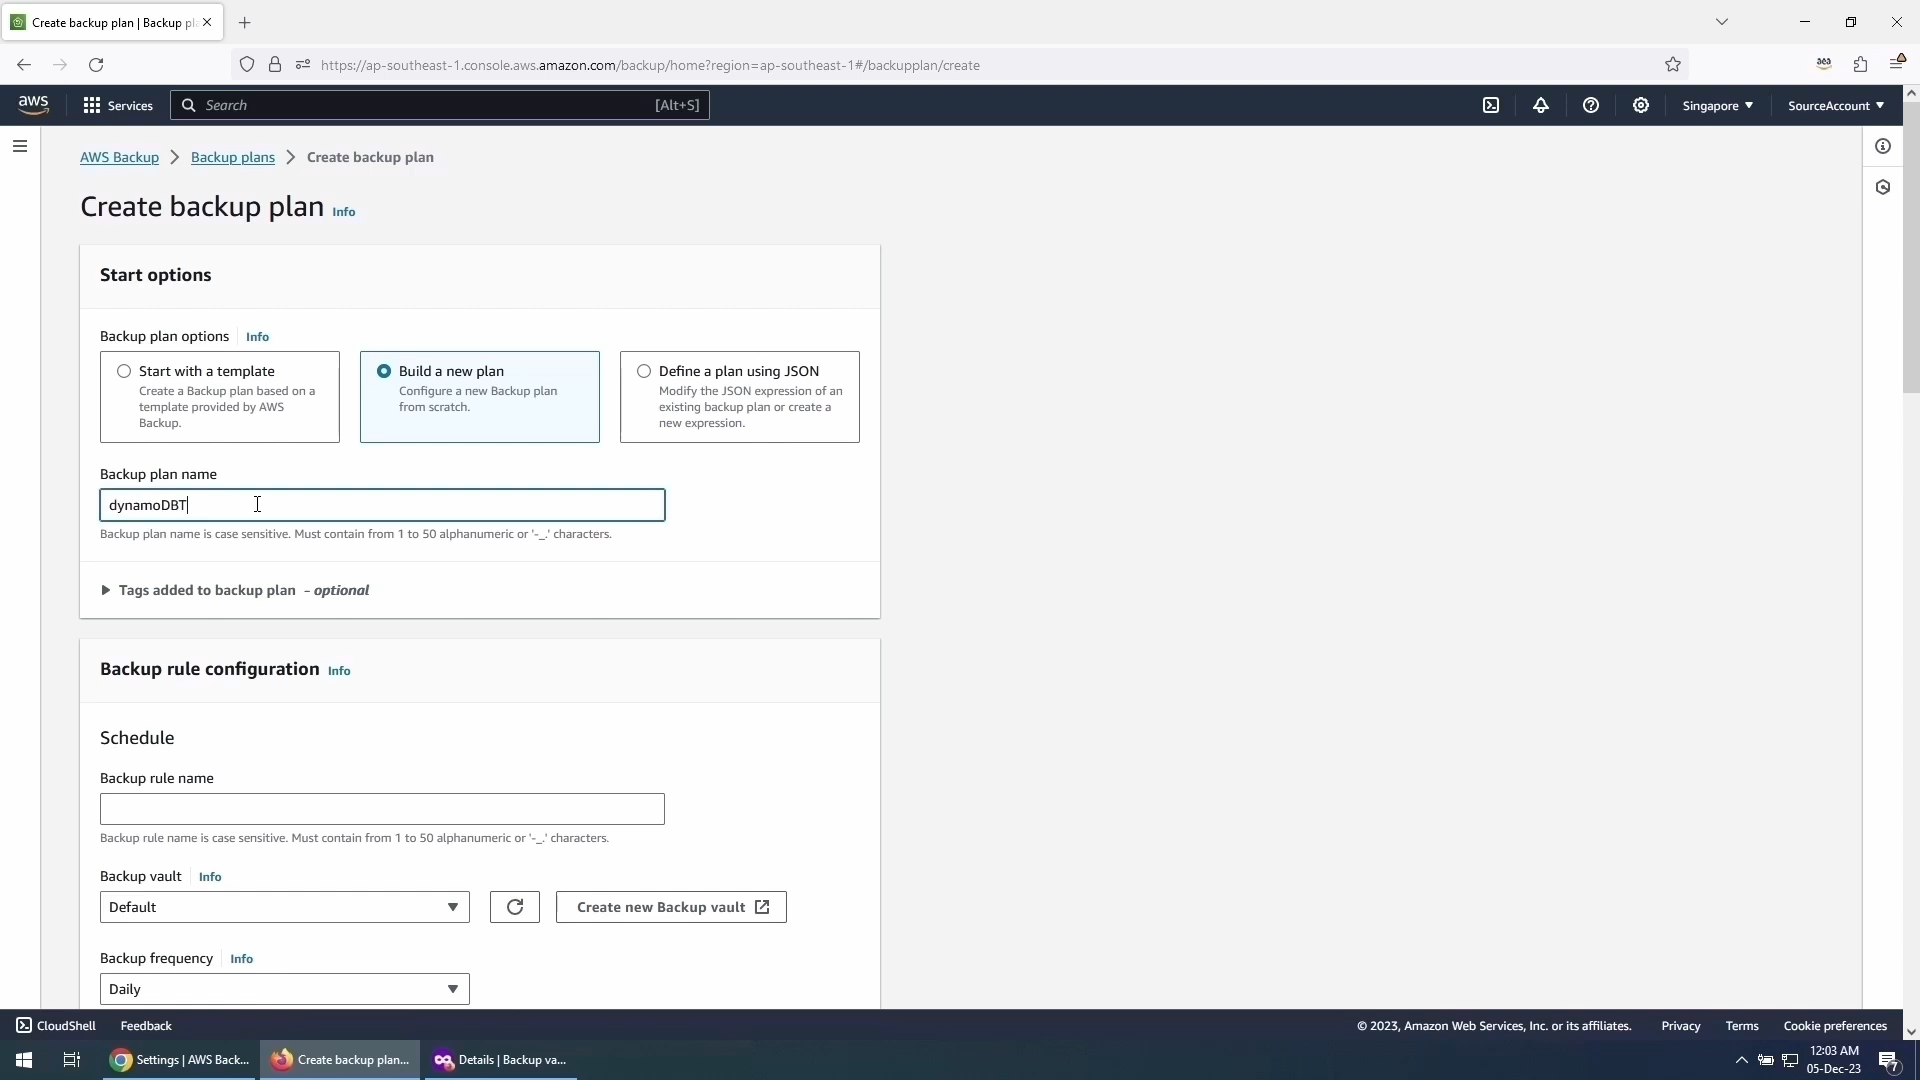 Create backup plan | Backup pl
https://ap-southeast-1.console.aws.amazon.com/backup/home?region=ap-southeast-1#/backupplan/create
aws
Services
Search
[Alt+S]
Singapore
SourceAccount
AWS Backup
Backup plans
Create backup plan
Create backup plan Info
Start options
Backup plan options Info
Start with a template
Create a Backup plan based on a
template provided by AWS
Backup.
Build a new plan
Configure a new Backup plan
from scratch.
Define a plan using JSON
Modify the JSON expression of an
existing backup plan or create a
new expression.
Backup plan name
dynamoDBT
Backup plan name is case sensitive. Must contain from 1 to 50 alphanumeric or '-_.' characters.
Tags added to backup plan - optional
Backup rule configuration Info
Schedule
Backup rule name
Backup rule name is case sensitive. Must contain from 1 to 50 alphanumeric or '-_.' characters.
Backup vault Info
Default
Create new Backup vault
Backup frequency Info
Daily
CloudShell
Feedback
© 2023, Amazon Web Services, Inc. or its affiliates.
Privacy
Terms
Cookie preferences
Settings | AWS Back...
Create backup plan...
Details | Backup va...
12:03 AM
05-Dec-23
7